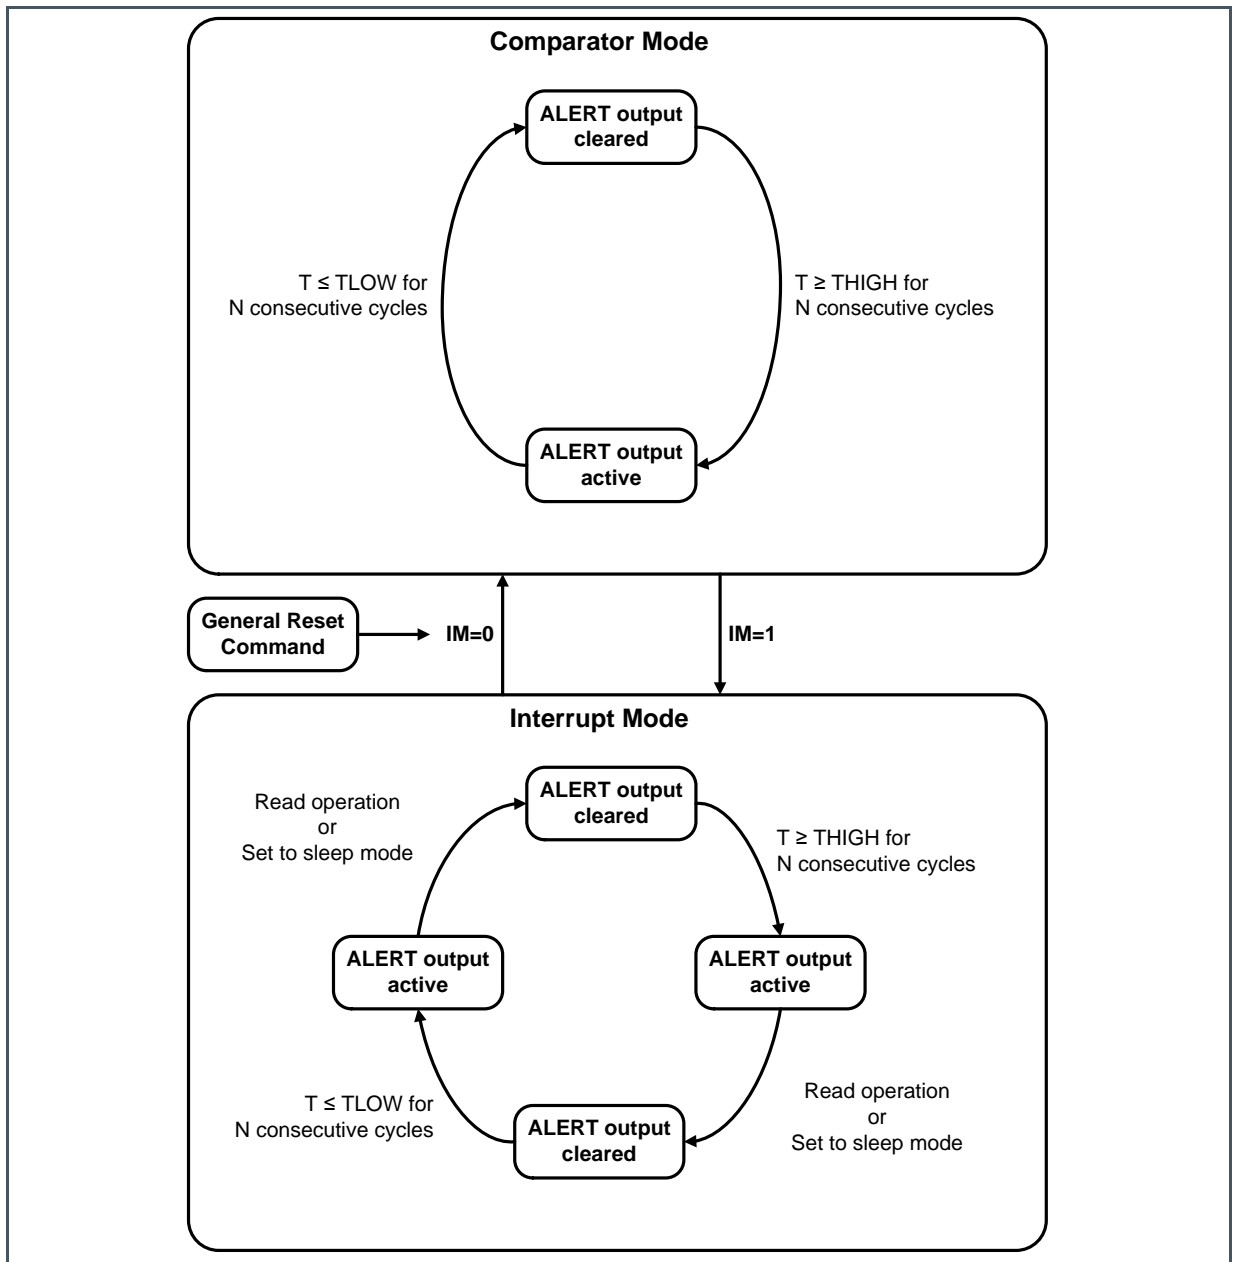 Comparator Mode
ALERT output
cleared
T ≤ TLOW for
N consecutive cycles
T ≥ THIGH for
N consecutive cycles
ALERT output
active
General Reset
Command
IM=0
IM=1
Interrupt Mode
ALERT output
cleared
Read operation
or
Set to sleep mode
T ≥ THIGH for
N consecutive cycles
ALERT output
active
ALERT output
active
T ≤ TLOW for
N consecutive cycles
Read operation
or
Set to sleep mode
ALERT output
cleared